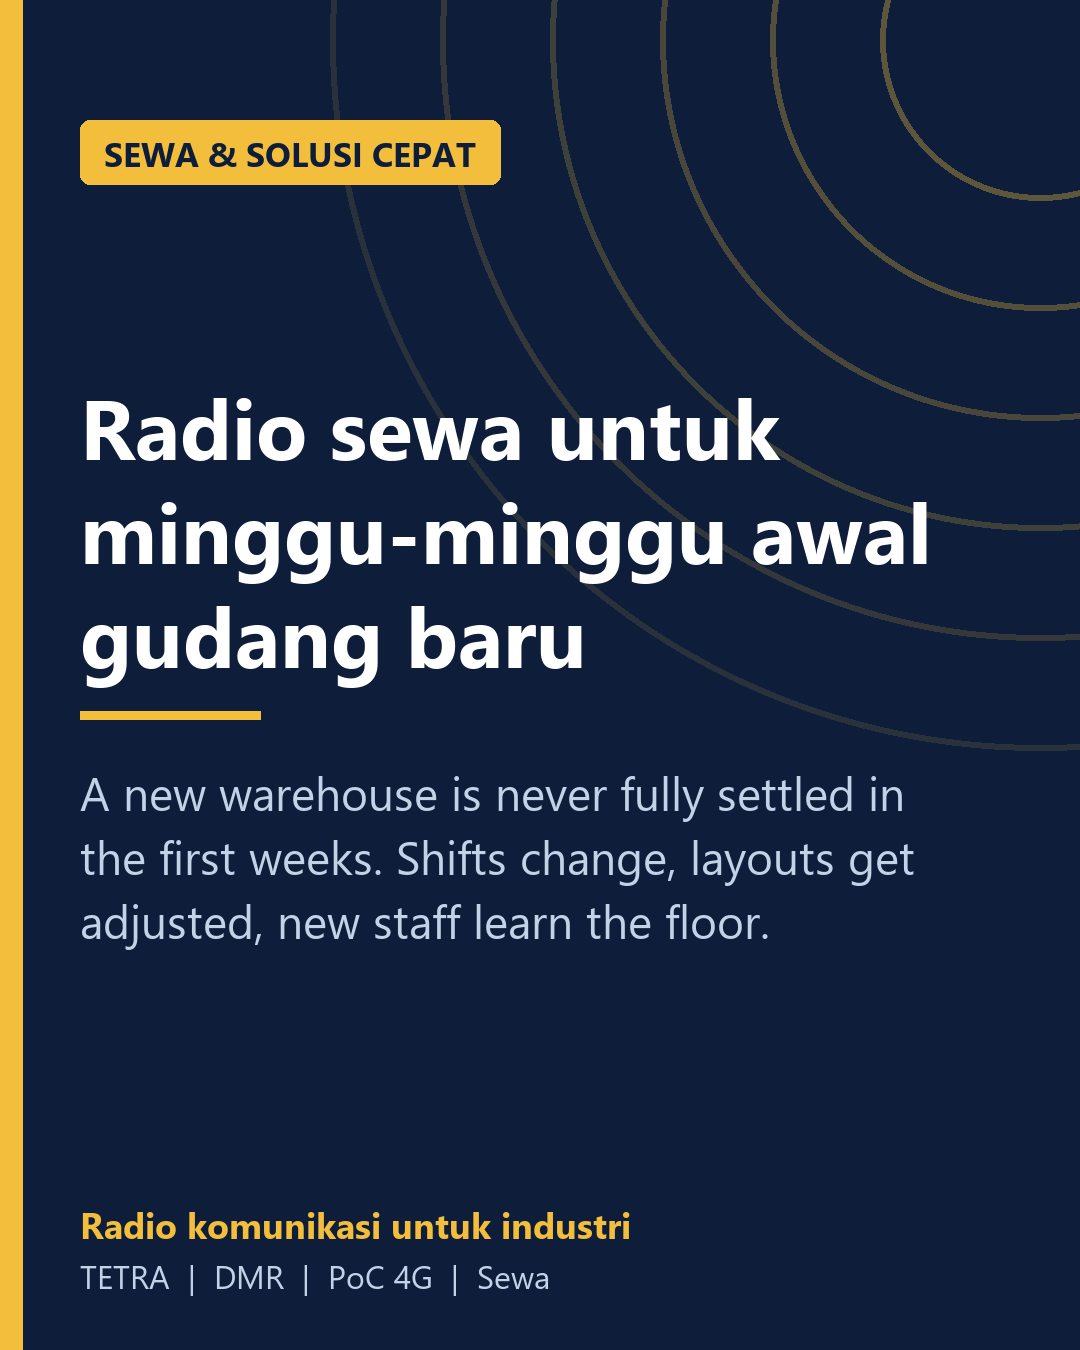 SEWA & SOLUSI CEPAT
Radio sewa untuk
minggu-minggu awal
gudang baru
A new warehouse is never fully settled in
the first weeks. Shifts change, layouts get
adjusted, new staff learn the floor.
Radio komunikasi untuk industri
TETRA | DMR | PoC 4G | Sewa